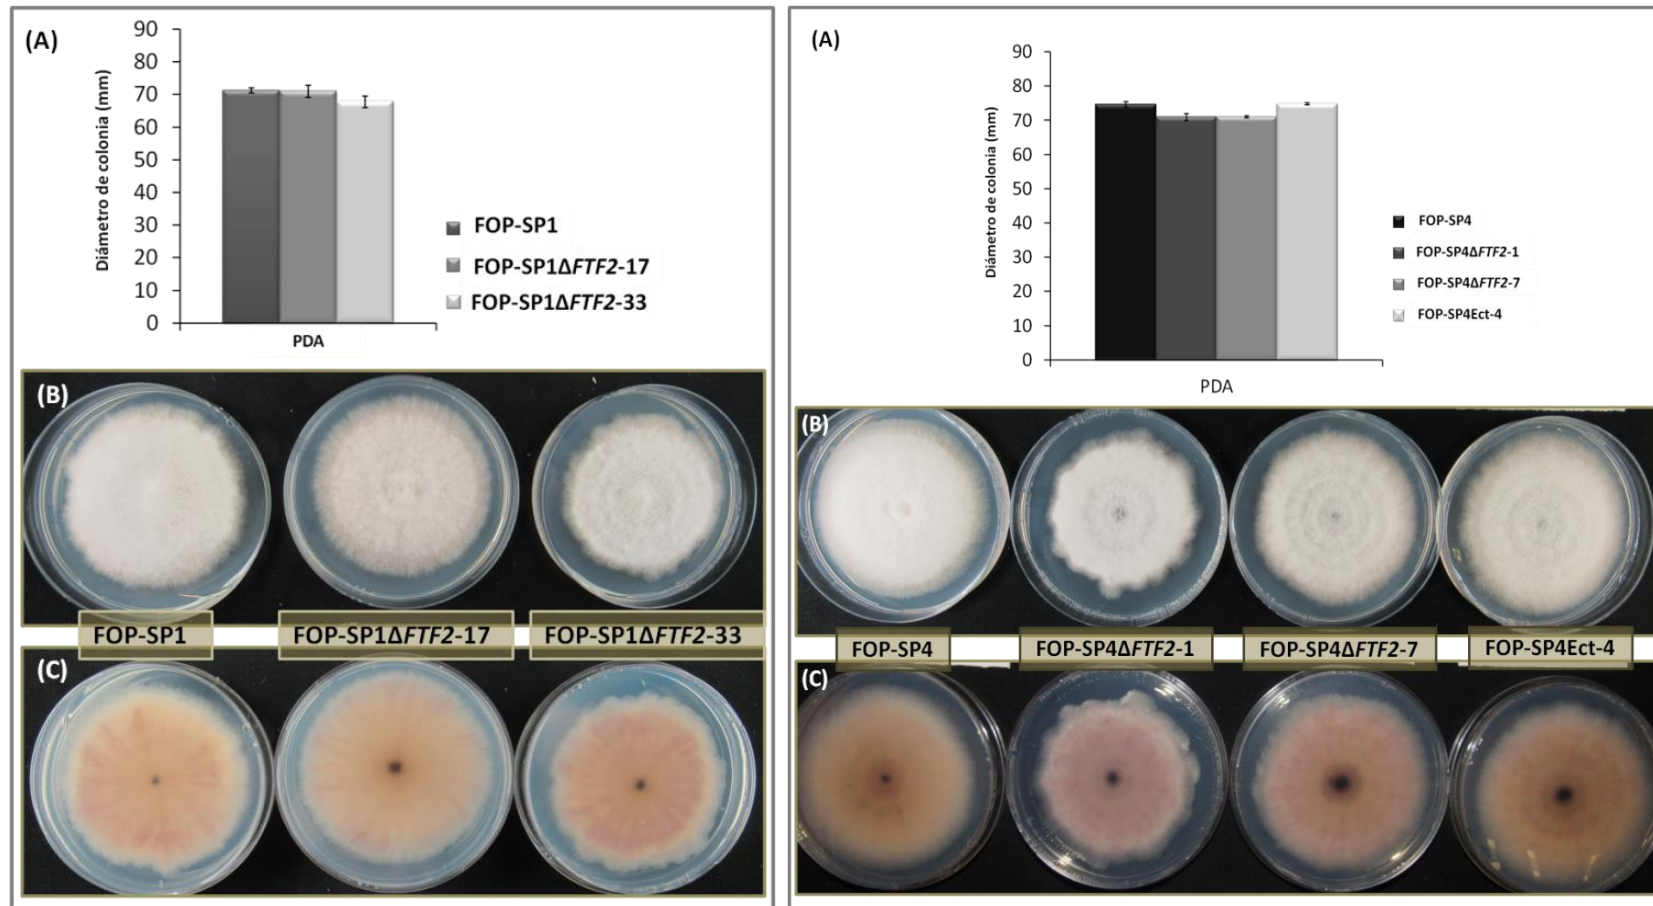 (A)
Diámetro de colonia (mm)
90
80
70
60
50
40
30
20
10
0
PDA
FOP-SP1
FOP-SP1ΔFTF2-17
FOP-SP1ΔFTF2-33
(B)
FOP-SP1
FOP-SP1ΔFTF2-17
FOP-SP1ΔFTF2-33
(C)
(A)
Diámetro de colonia (mm)
90
80
70
60
50
40
30
20
10
0
PDA
FOP-SP4
FOP-SP4ΔFTF2-1
FOP-SP4ΔFTF2-7
FOP-SP4Ect-4
(B)
FOP-SP4
FOP-SP4ΔFTF2-1
FOP-SP4ΔFTF2-7
FOP-SP4Ect-4
(C)